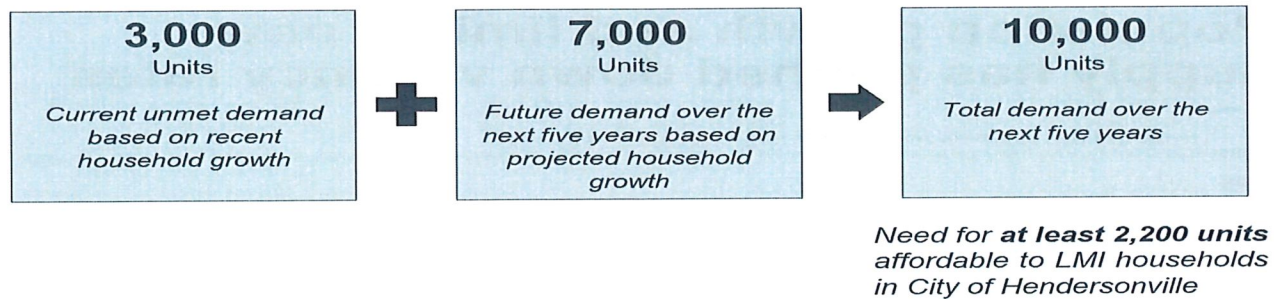 3,000
Units
Current unmet demand
based on recent
household growth
7,000
Units
Future demand over the
next five years based on
projected household
growth
10,000
Units
Total demand over the
next five years
Need for at least 2,200 units
affordable to LMI households
in City of Hendersonville